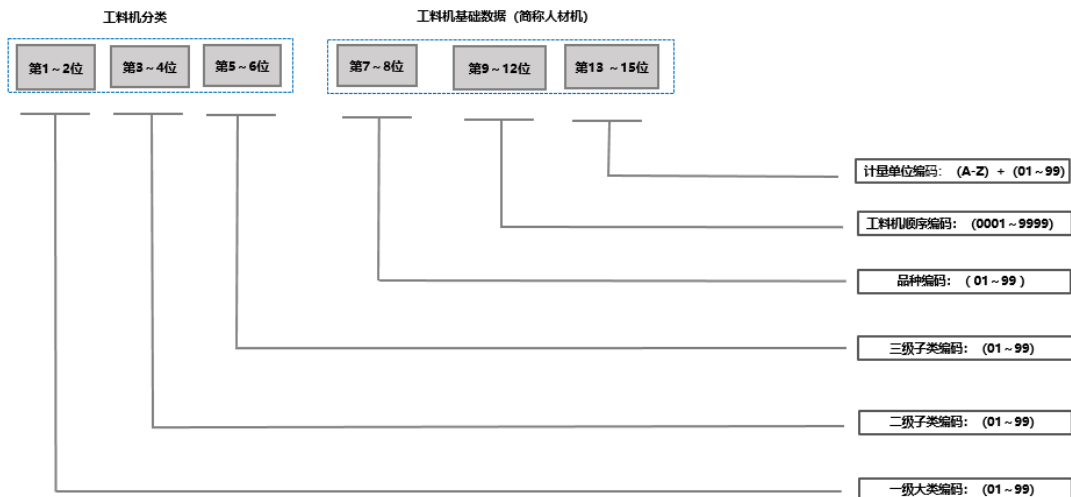 工料机分类
工料机基础数据（简称人材机）
第1～2位
第3～4位
第5～6位
第7～8位
第9～12位
第13 ～15位
计量单位编码： (A-Z) + (01～99)
工料机顺序编码： (0001～9999)
品种编码：（ 01～99 ）
三级子类编码： (01～99)
二级子类编码： (01～99)
一级大类编码： (01～99)